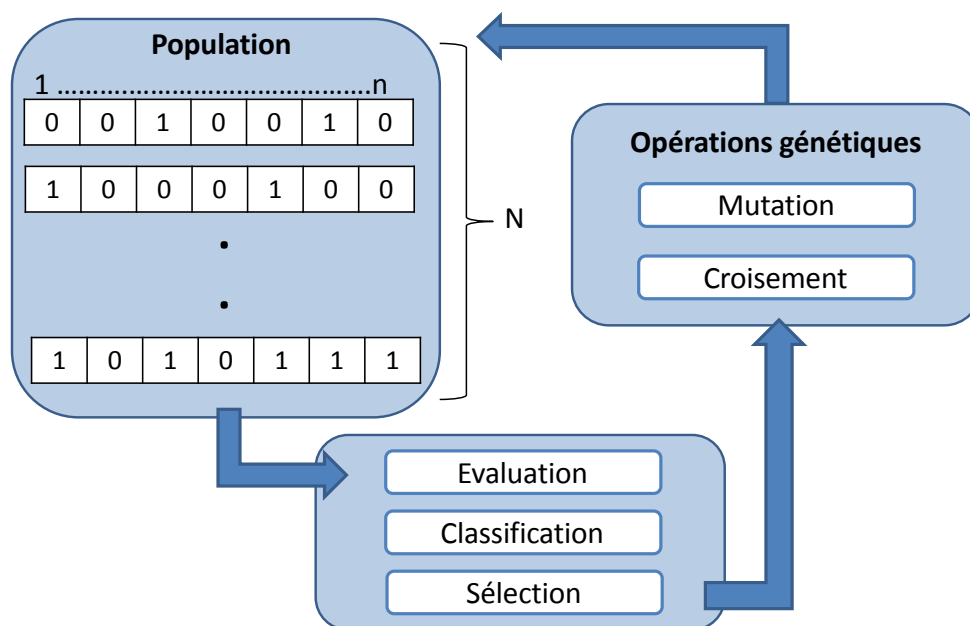 Population
1 ………………………………………n
0 0 1 0 0 1 0
1 0 0 0 1 0 0
.
.
1 0 1 0 1 1 1
N
Evaluation
Classification
Sélection
Opérations génétiques
Mutation
Croisement